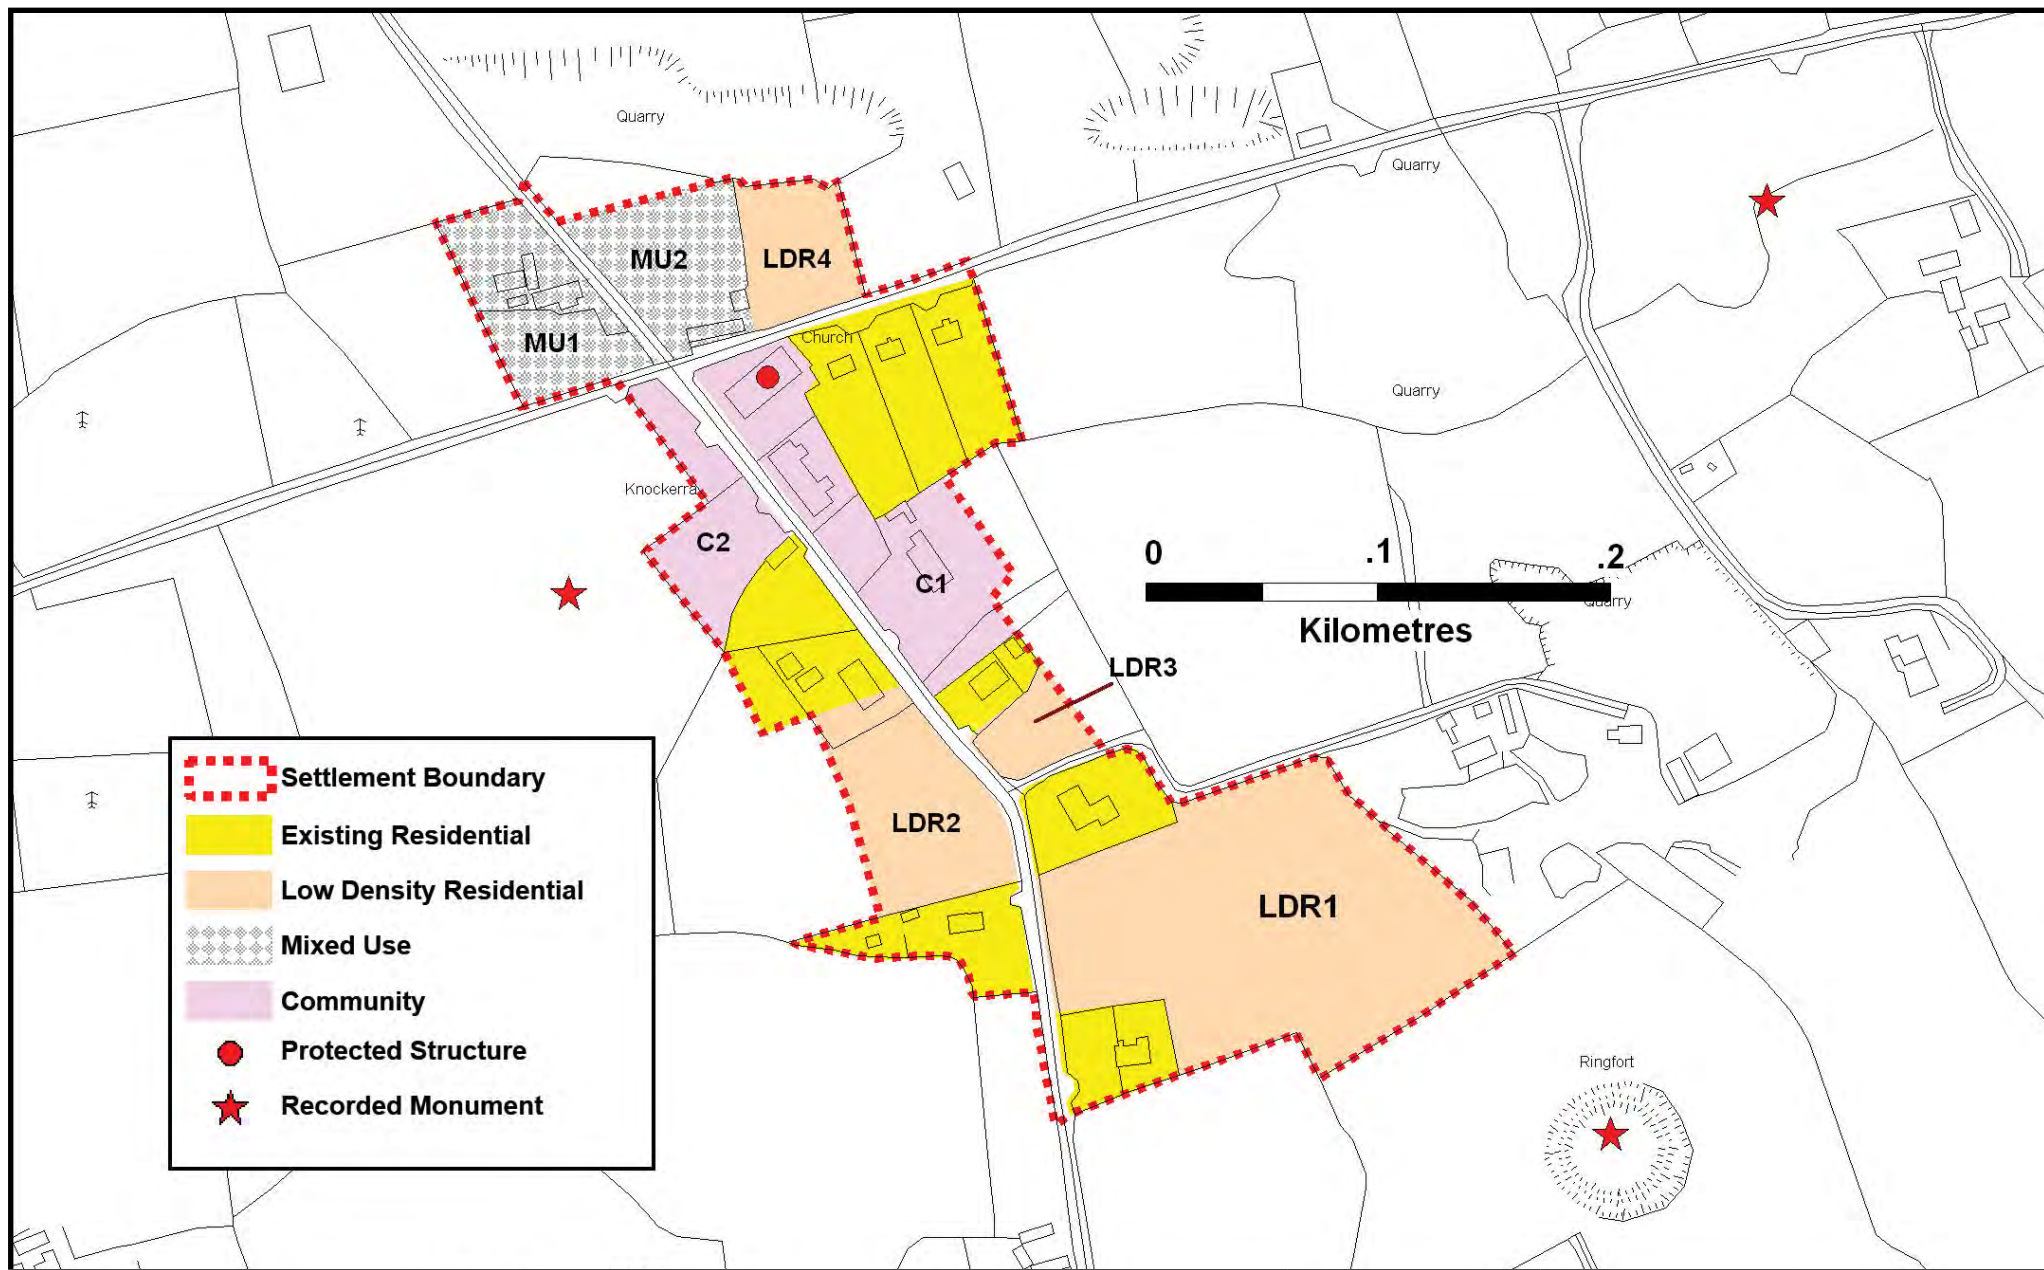 Quarry
Quarry
MU2
LDR4
MU1
Church
Quarry
Knockerra
C2
C1
0
.1
.2
Quarry
Kilometres
LDR3
Settlement Boundary
Existing Residential
LDR2
Low Density Residential
LDR1
Mixed Use
Community
Protected Structure
Ringfort
Recorded Monument